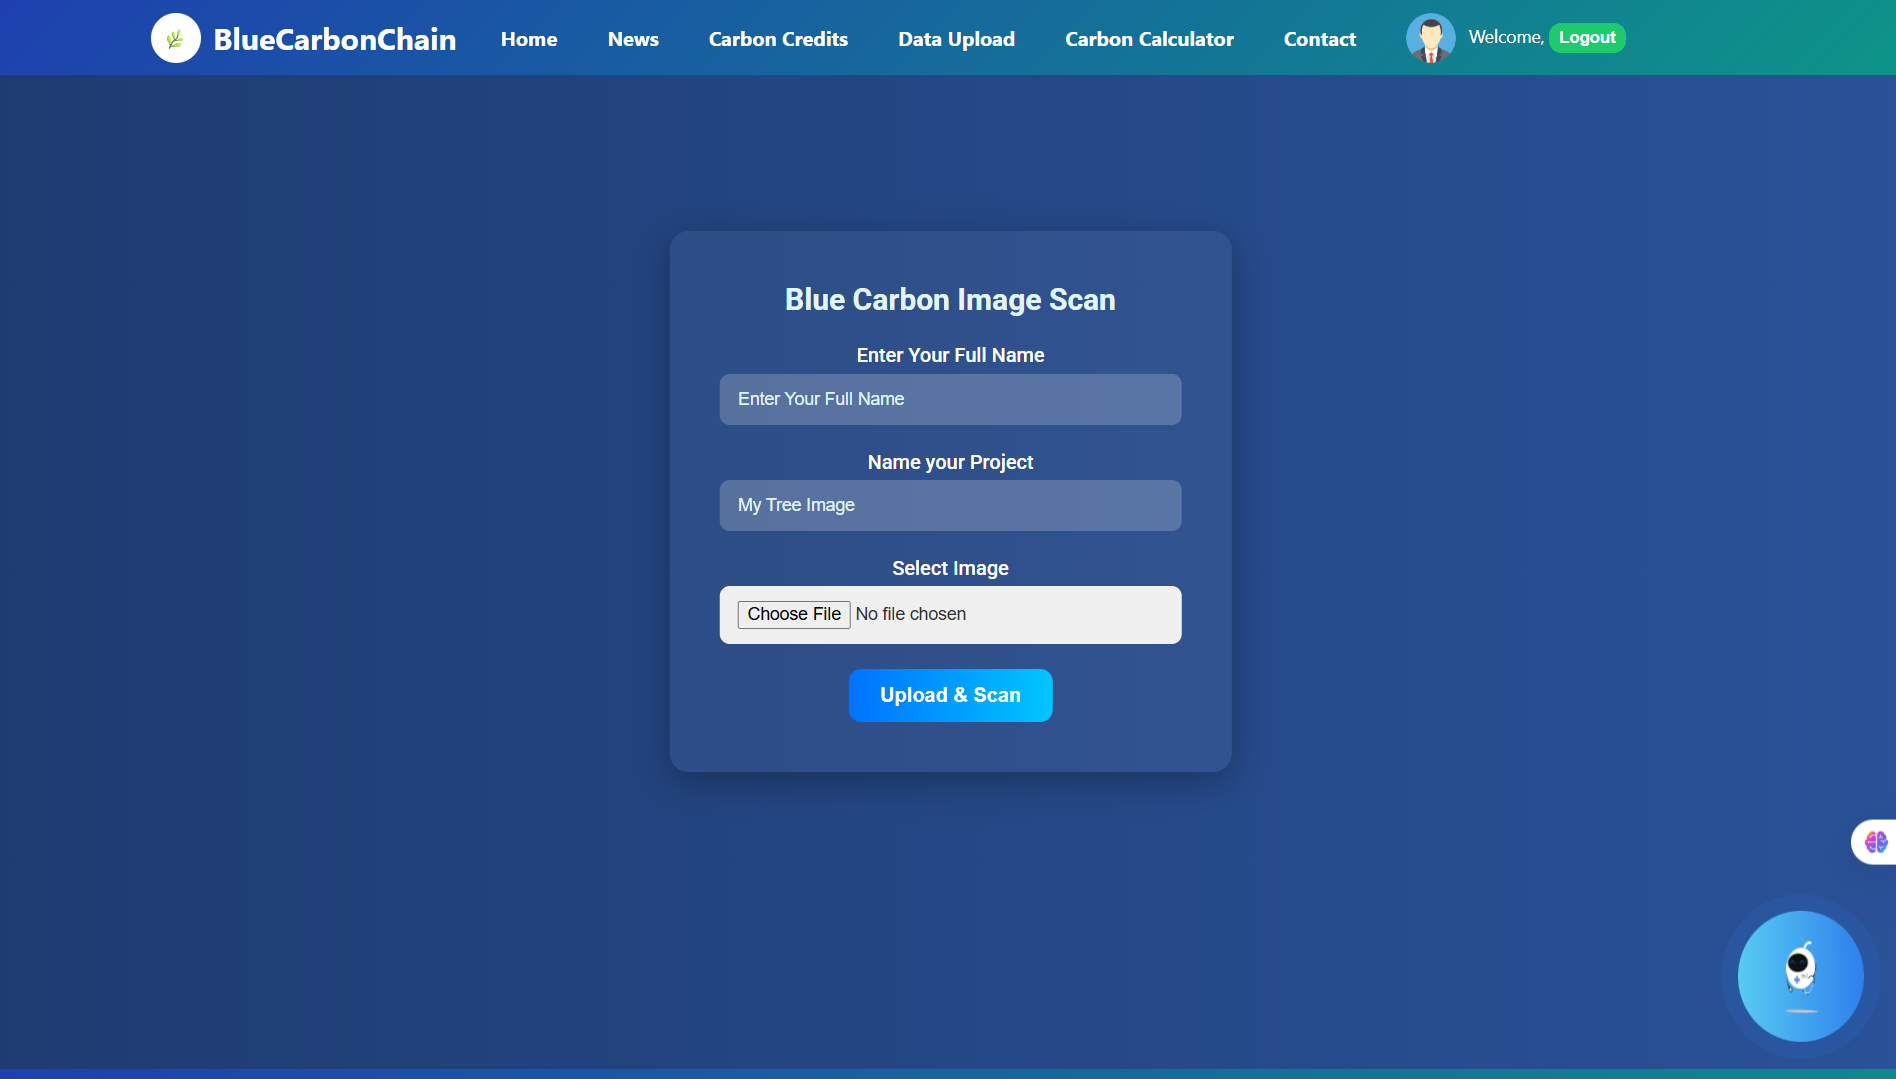 BlueCarbonChain
Home
News
Carbon Credits
Data Upload
Carbon Calculator
Contact
Welcome,
Logout
Blue Carbon Image Scan
Enter Your Full Name
Enter Your Full Name
Name your Project
My Tree Image
Select Image
Choose File No file chosen
Upload & Scan